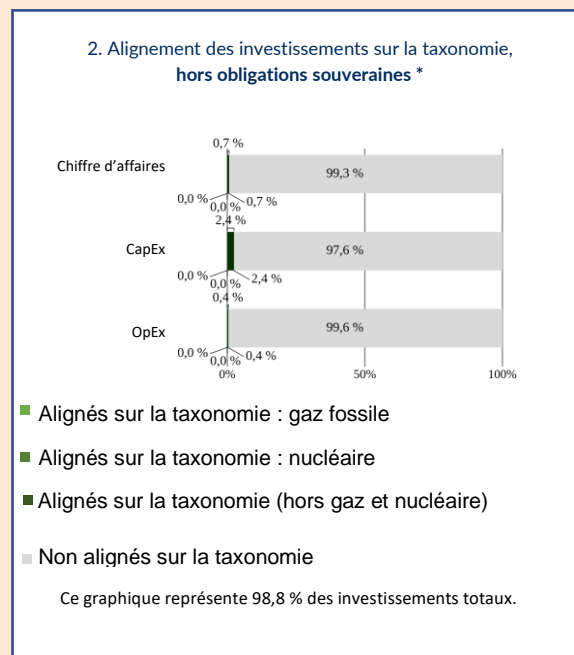 2. Alignement des investissements sur la taxonomie,
hors obligations souveraines *
0,7 %
Chiffre d'affaires
99,3 %
0,0 %
0,0 %
0,7 %
2,4 %
CapEx
97,6 %
0,0 %
0,0 %
2,4 %
0,4 %
OpEx
99,6 %
0,0 %
0,0 %
0,4 %
0%
50%
100%
Alignés sur la taxonomie : gaz fossile
Alignés sur la taxonomie : nucléaire
Alignés sur la taxonomie (hors gaz et nucléaire)
Non alignés sur la taxonomie
Ce graphique représente 98,8 % des investissements totaux.